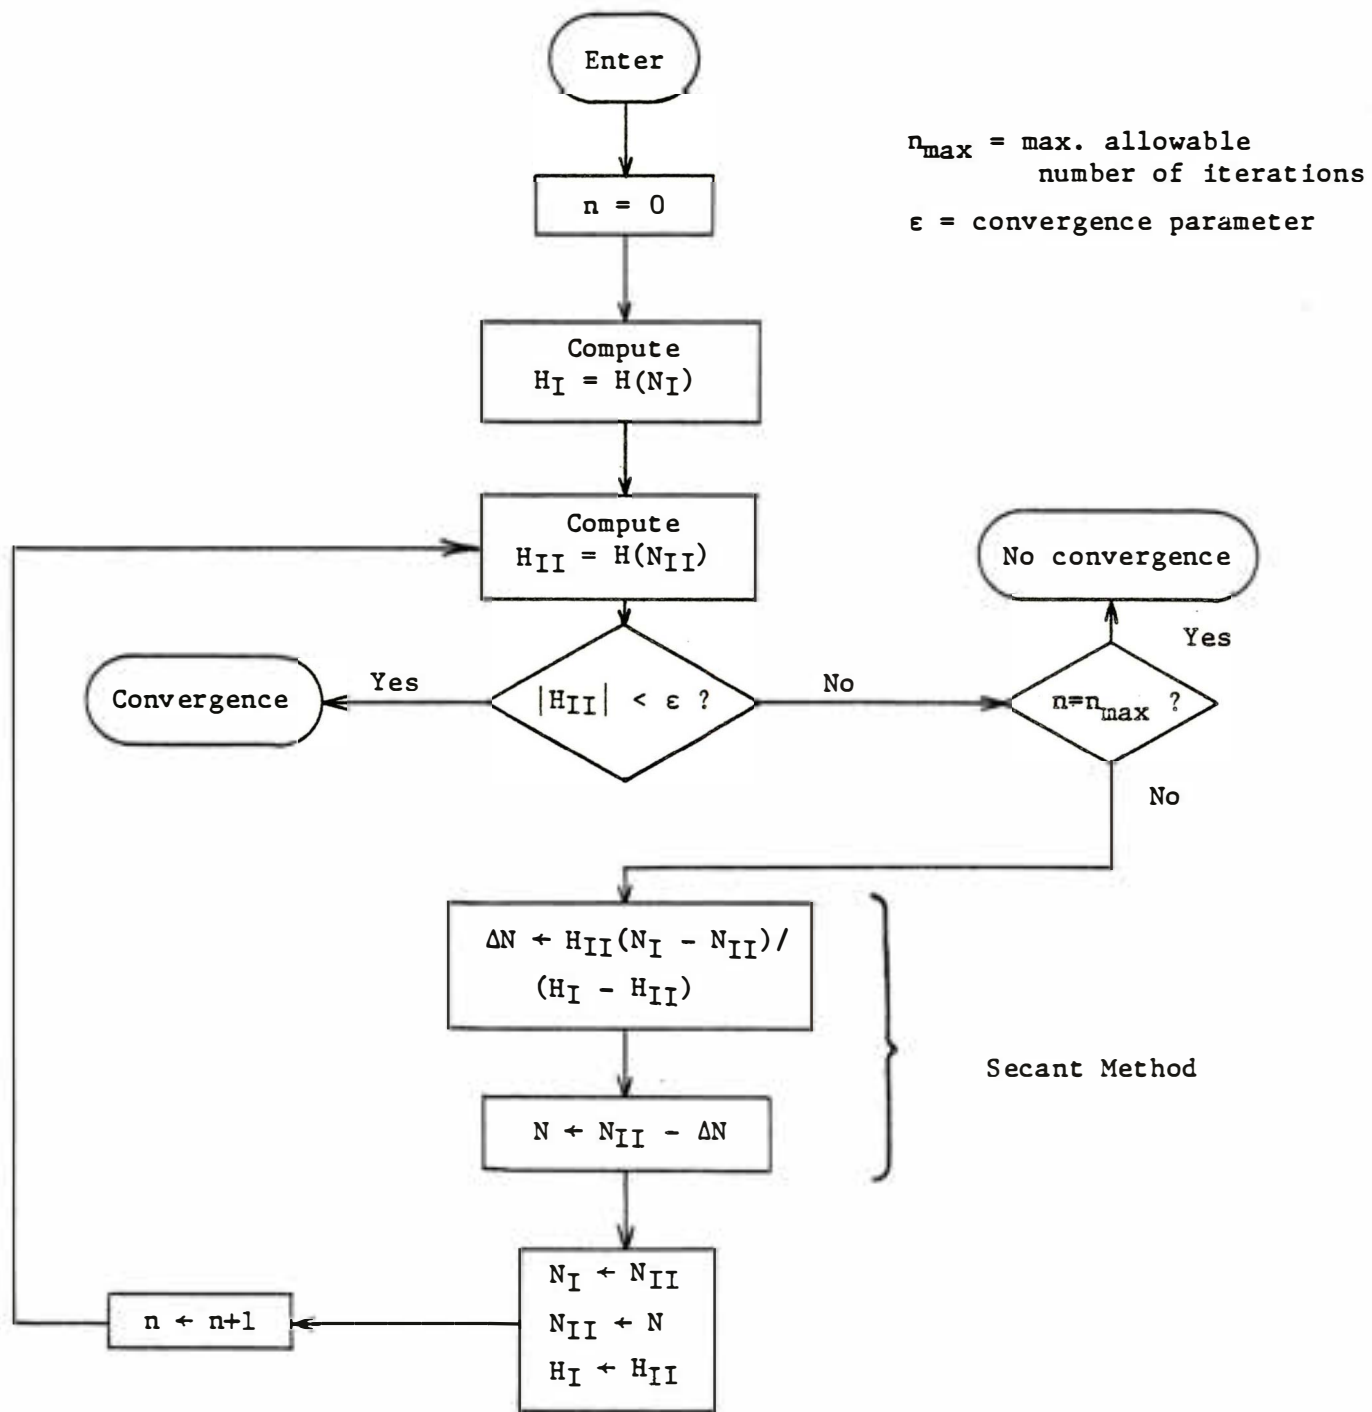 Enter
n_max = max. allowable
number of iterations
ε = convergence parameter
n = 0
Compute
H_I = H(N_I)
Compute
H_II = H(N_II)
No convergence
Yes
Convergence
Yes
|H_II| < ε ?
No
n=n_max ?
No
ΔN ← H_II(N_I - N_II)/
(H_I - H_II)
Secant Method
N ← N_II - ΔN
N_I ← N_II
N_II ← N
H_I ← H_II
n ← n+1